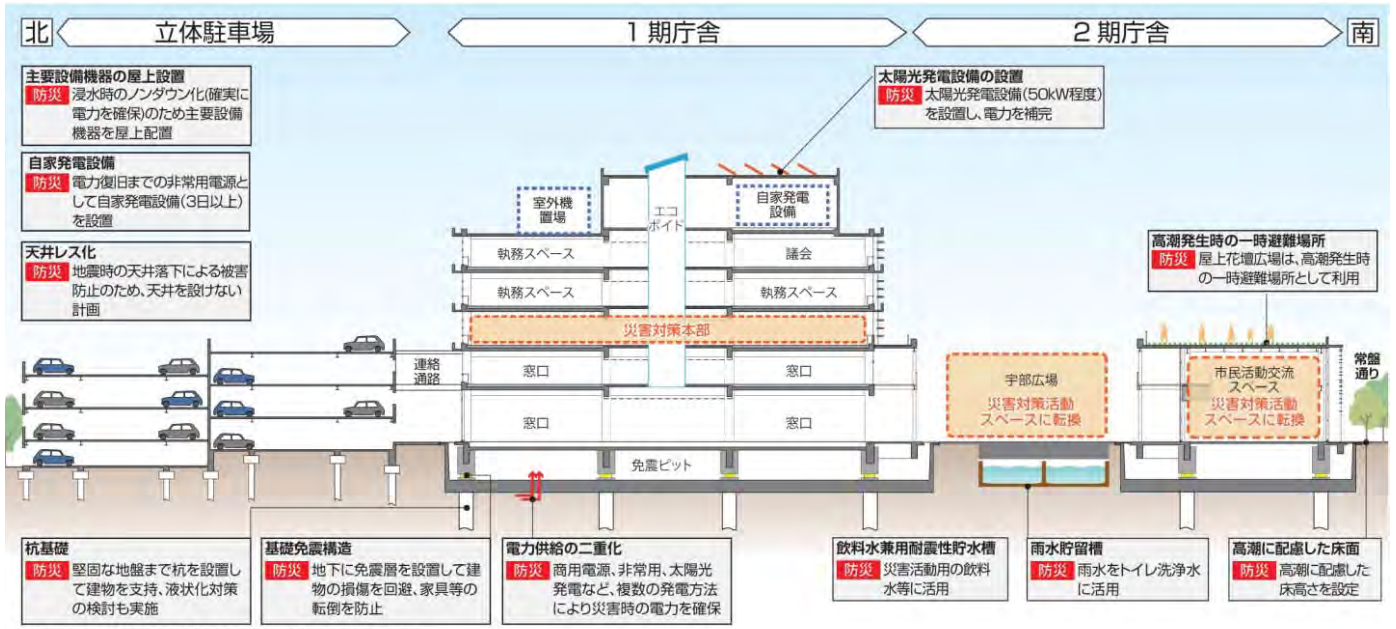 北
立体駐車場
1期庁舎
2期庁舎
南
主要設備機器の屋上設置
防災 浸水時のノンダウン化(確実に
電力を確保)のため主要設備
機器を屋上配置
自家発電設備
防災 電力復旧までの非常用電源と
して自家発電設備(3日以上)
を設置
天井レス化
防災 地震時の天井落下による被害
防止のため、天井を設けない
計画
太陽光発電設備の設置
防災 太陽光発電設備(50kW程度)
を設置し、電力を補完
高潮発生時の一時避難場所
防災 屋上花壇広場は、高潮発生時
の一時避難場所として利用
室外機
置場
エコ
ボイド
自家発電
設備
執務スペース
議会
執務スペース
執務スペース
災害対策本部
連絡
通路
窓口
窓口
窓口
窓口
免震ピット
宇部広場
災害対策活動
スペースに転換
市民活動交流
スペース
災害対策活動
スペースに転換
常盤
通り
杭基礎
防災 堅固な地盤まで杭を設置し
て建物を支持、液状化対策
の検討も実施
基礎免震構造
防災 地下に免震層を設置して建
物の損傷を回避、家具等の
転倒を防止
電力供給の二重化
防災 商用電源、非常用、太陽光
発電など、複数の発電方法
により災害時の電力を確保
飲料水兼用耐震性貯水槽
防災 災害活動用の飲料
水等に活用
雨水貯留槽
防災 雨水をトイレ洗浄水
に活用
高潮に配慮した床面
防災 高潮に配慮した
床高さを設定